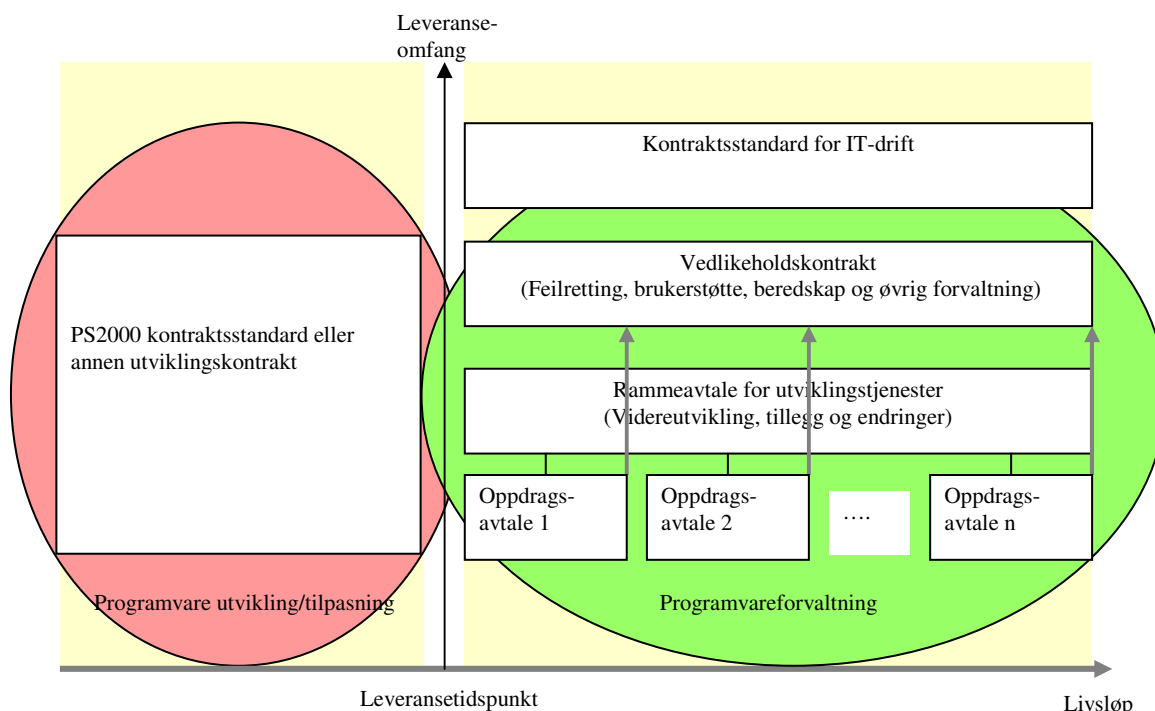 Leveranse-
omfang
Kontraktsstandard for IT-drift
Vedlikeholdskontrakt
(Feilretting, brukerstøtte, beredskap og øvrig forvaltning)
PS2000 kontraktsstandard eller
annen utviklingskontrakt
Rammeavtale for utviklingstjenester
(Videreutvikling, tillegg og endringer)
Oppdrags-
avtale 1
Oppdrags-
avtale 2
….
Oppdrags-
avtale n
Programvare utvikling/tilpasning
Programvareforvaltning
Leveransetidspunkt
Livsløp